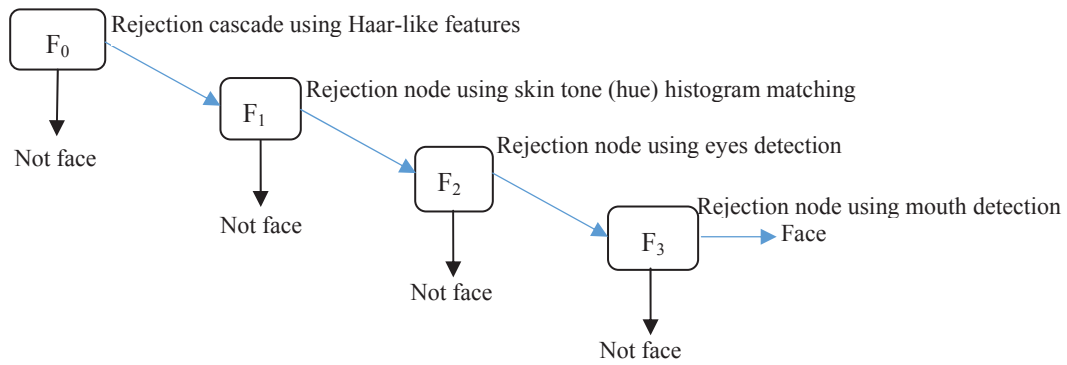 Rejection cascade using Haar-like features
F₀
Rejection node using skin tone (hue) histogram matching
F₁
Not face
Rejection node using eyes detection
F₂
Not face
Rejection node using mouth detection
F₃
Face
Not face
Not face